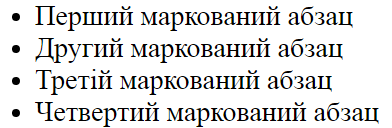 • Перший маркований абзац
• Другий маркований абзац
• Третій маркований абзац
• Четвертий маркований абзац